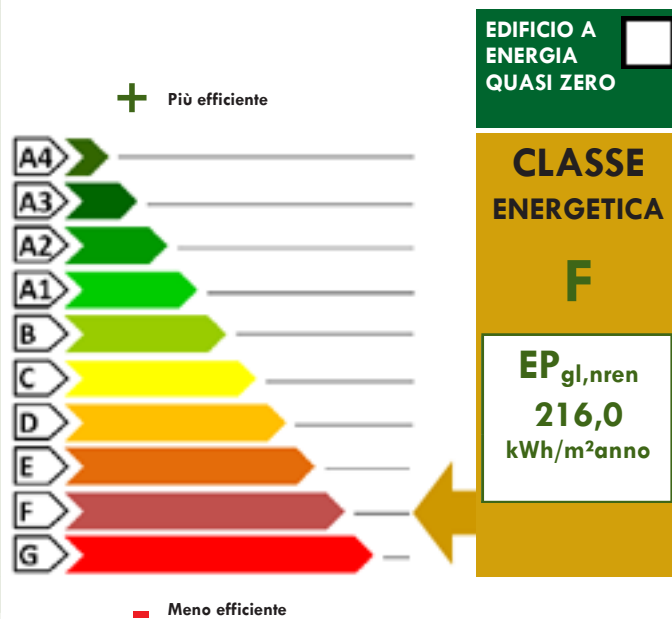 EDIFICIO A
ENERGIA
QUASI ZERO
+ Più efficiente
A4
A3
A2
A1
B
C
D
E
F
G
- Meno efficiente
CLASSE
ENERGETICA
F
EPgl,nren
216,0
kWh/m²anno